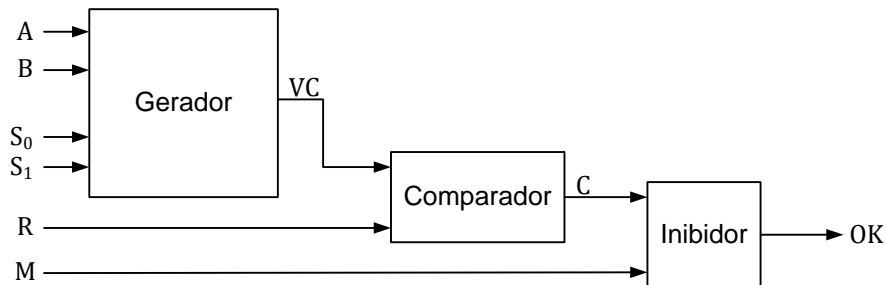 A
B
S₀
S₁
Gerador
VC
R
Comparador
C
M
Inibidor
OK